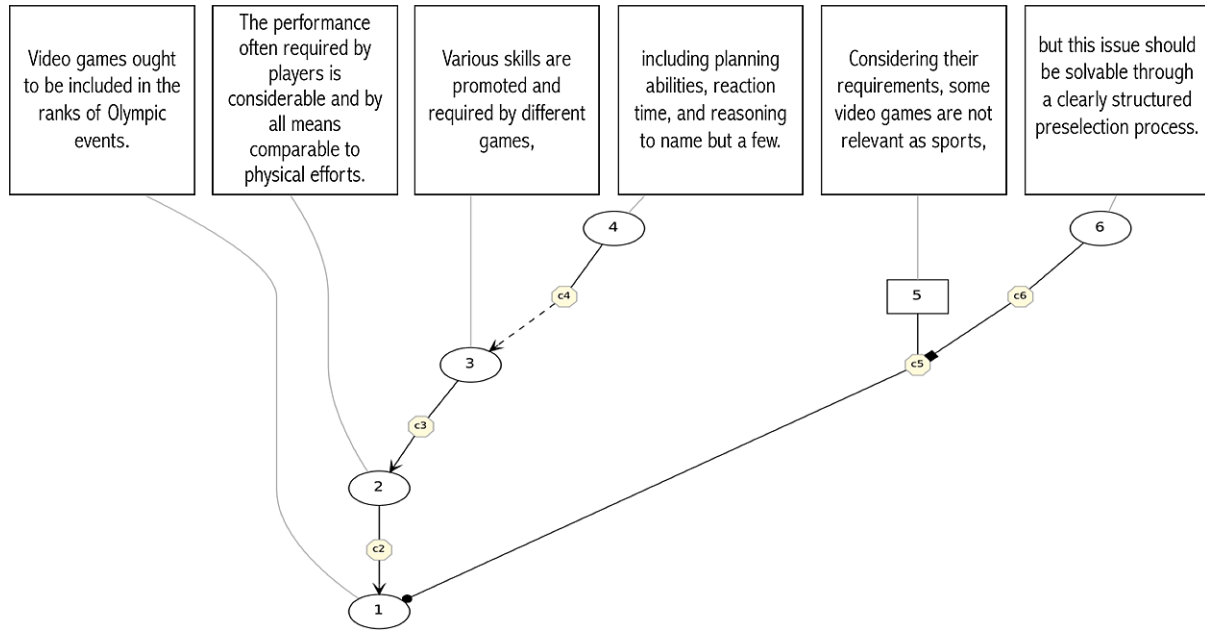 Video games ought
to be included in the
ranks of Olympic
events.
The performance
often required by
players is
considerable and by
all means
comparable to
physical efforts.
Various skills are
promoted and
required by different
games,
including planning
abilities, reaction
time, and reasoning
to name but a few.
Considering their
requirements, some
video games are not
relevant as sports,
but this issue should
be solvable through
a clearly structured
preselection process.
4
6
c4
5
c6
3
c5
c3
2
c2
1